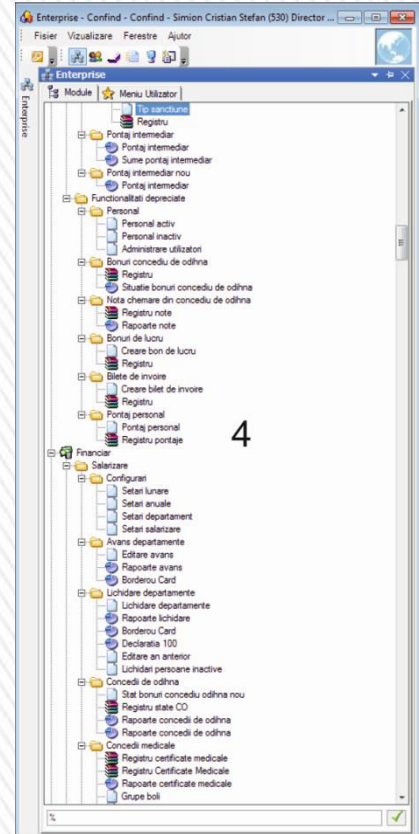 Enterprise - Confind - Confind - Simion Cristian Stefan (530) Director ...
Fisier Vizualizare Ferestre Ajutor
Enterprise
Enterprise
Module Meniu Utilizator
Tip sanctiune
Registru
Pontaj intermediar
Pontaj intermediar
Sume pontaj intermediar
Pontaj intermediar nou
Pontaj intermediar
Functionalitati depreciate
Personal
Personal activ
Personal inactiv
Administrare utilizatori
Bonuri concediu de odihna
Registru
Situatie bonuri concediu de odihna
Nota chemare din concediu de odihna
Registru note
Rapoarte note
Bonuri de lucru
Creare bon de lucru
Registru
Bilete de invoire
Creare bilet de invoire
Registru
Pontaj personal
Pontaj personal
Registru pontaje
4
Financiar
Salarizare
Configurari
Setari lunare
Setari anuale
Setari departament
Setari salarizare
Avans departamente
Editare avans
Rapoarte avans
Borderou Card
Lichidare departamente
Lichidare departamente
Rapoarte lichidare
Borderou Card
Declaratia 100
Editare an anterior
Lichidari persoane inactive
Concedii de odihna
Stat bonuri concediu odihna nou
Registru state CO
Rapoarte concedii de odihna
Rapoarte concedii de odihna
Concedii medicale
Registru certificate medicale
Registru Certificate Medicale
Rapoarte certificate medicale
Grupe boli
%